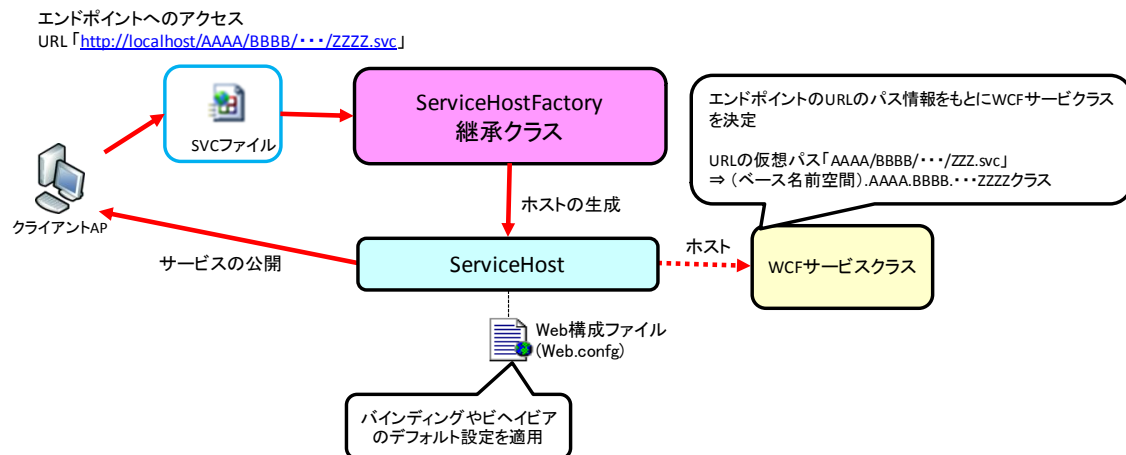 エンドポイントへのアクセス
URL「http://localhost/AAAA/BBBB/・・・/ZZZZ.svc」
SVCファイル
ServiceHostFactory
継承クラス
エンドポイントのURLのパス情報をもとにWCFサービクラス
を決定
URLの仮想パス「AAAA/BBBB/・・・/ZZZ.svc」
⇒ (ベース名前空間).AAAA.BBBB.・・・ZZZZクラス
クライアントAP
ホストの生成
サービスの公開
ServiceHost
ホスト
WCFサービスクラス
Web構成ファイル
(Web.confg)
バインディングやビヘイビア
のデフォルト設定を適用